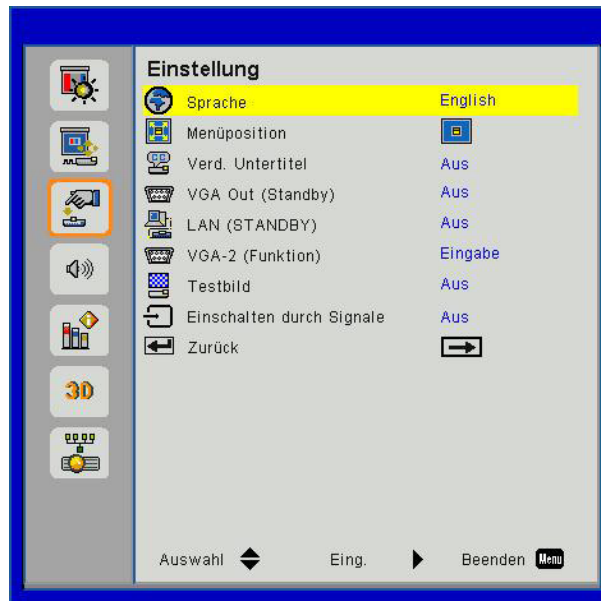 Einstellung
Sprache English
Menüposition
Verd. Untertitel Aus
VGA Out (Standby) Aus
LAN (STANDBY) Aus
VGA-2 (Funktion) Eingabe
Testbild Aus
Einschalten durch Signale Aus
Zurück
3D
Auswahl Eing. Beenden Menu